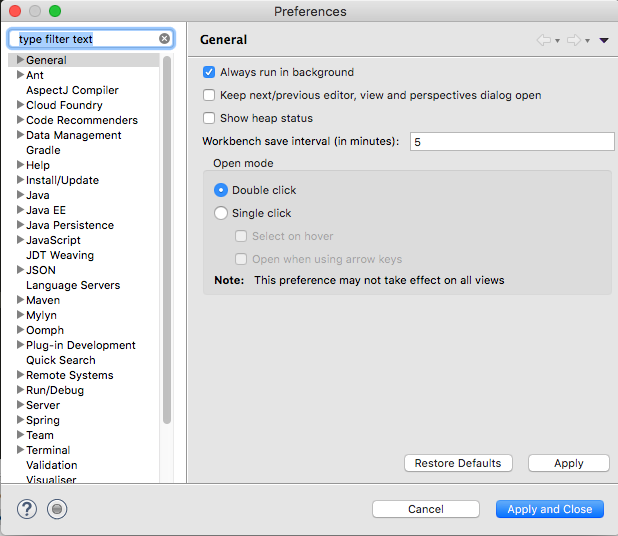 Preferences
type filter text
General
Ant
AspectJ Compiler
Cloud Foundry
Code Recommenders
Data Management
Gradle
Help
Install/Update
Java
Java EE
Java Persistence
JavaScript
JDT Weaving
JSON
Language Servers
Maven
Mylyn
Oomph
Plug-in Development
Quick Search
Remote Systems
Run/Debug
Server
Spring
Team
Terminal
Validation
Visualiser
General
Always run in background
Keep next/previous editor, view and perspectives dialog open
Show heap status
Workbench save interval (in minutes): 5
Open mode
Double click
Single click
Select on hover
Open when using arrow keys
Note: This preference may not take effect on all views
Restore Defaults Apply
? Cancel Apply and Close